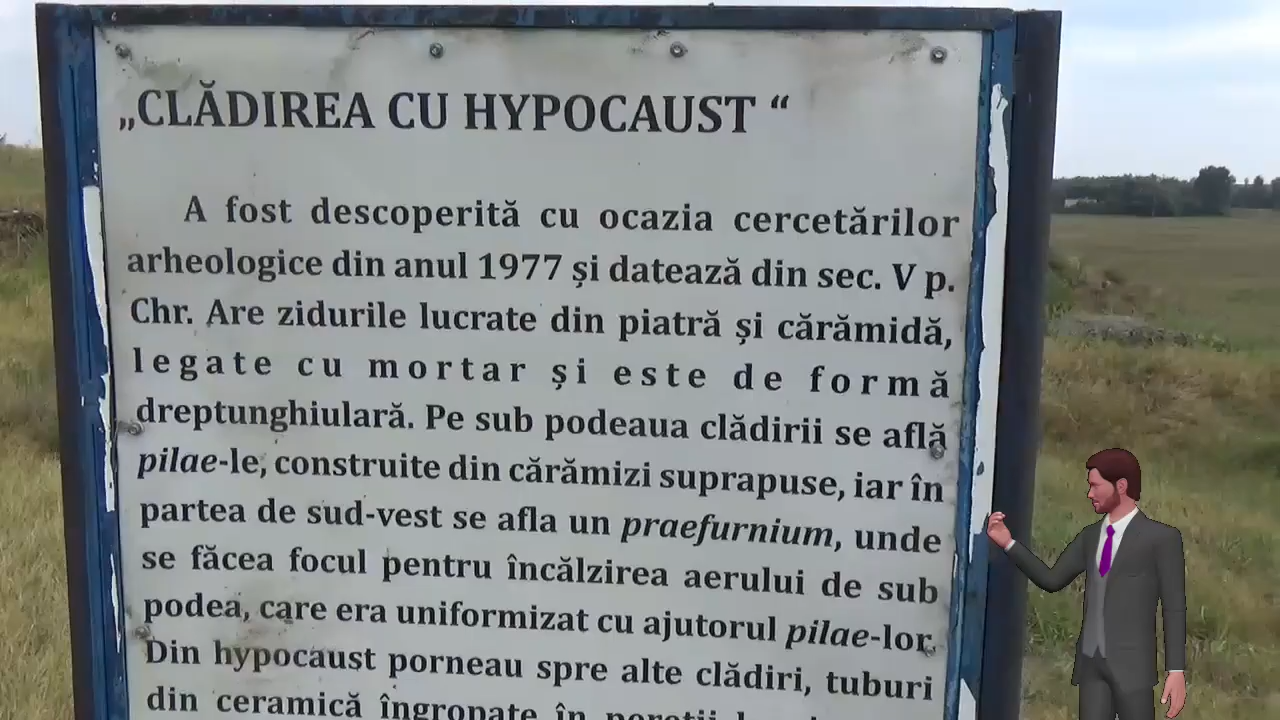 „CLĂDIREA CU HYPOCAUST “
A fost descoperită cu ocazia cercetărilor
arheologice din anul 1977 și datează din sec. V p.
Chr. Are zidurile lucrate din piatră și cărămidă,
legate cu mortar și este de formă
dreptunghiulară. Pe sub podeaua clădirii se află
pilae-le, construite din cărămizi suprapuse, iar în
partea de sud-vest se afla un praefurnium, unde
se făcea focul pentru încălzirea aerului de sub
podea, care era uniformizat cu ajutorul pilae-lor.
Din hypocaust porneau spre alte clădiri, tuburi
din ceramică îngropate în